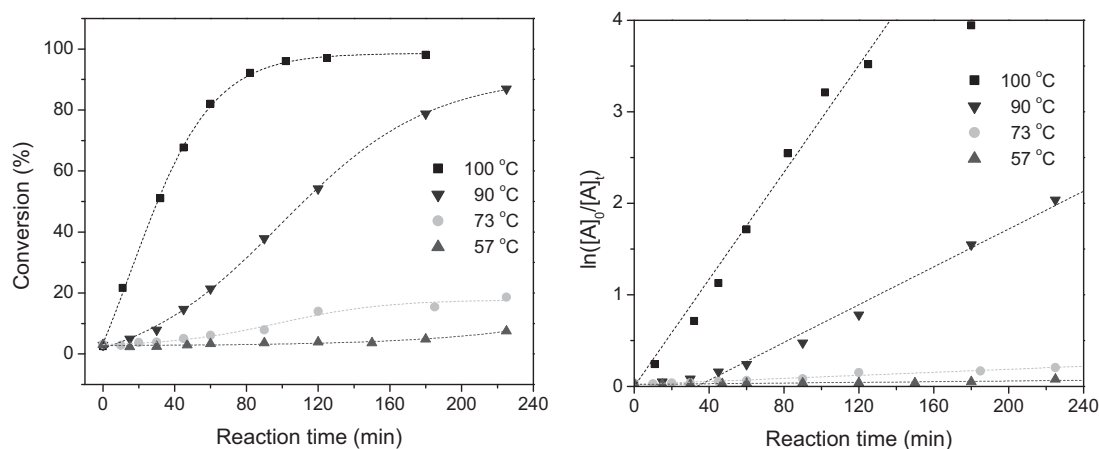 Conversion (%)
100
80
60
40
20
0
100 °C
90 °C
73 °C
57 °C
0 40 80 120 160 200 240
Reaction time (min)
ln([A]0/[A]t)
4
3
2
1
0
100 °C
90 °C
73 °C
57 °C
0 40 80 120 160 200 240
Reaction time (min)